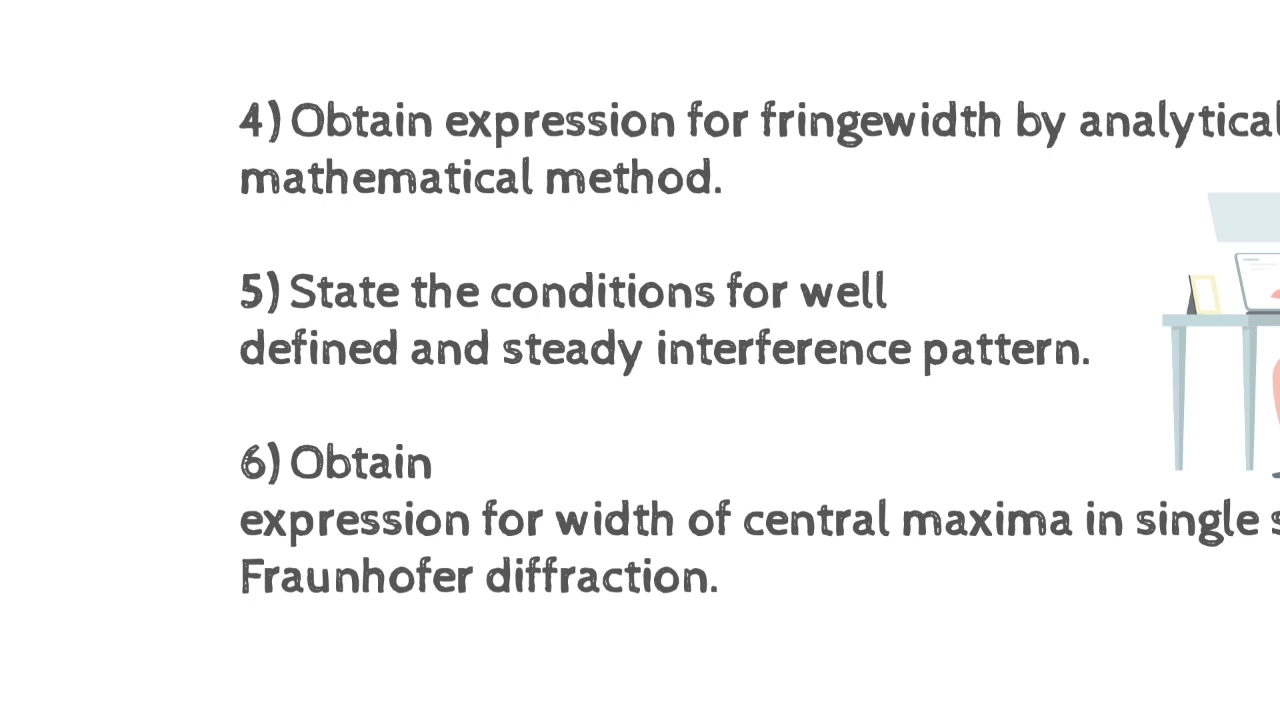 4) Obtain expression for fringewidth by analytical
mathematical method.
5) State the conditions for well
defined and steady interference pattern.
6) Obtain
expression for width of central maxima in single
Fraunhofer diffraction.